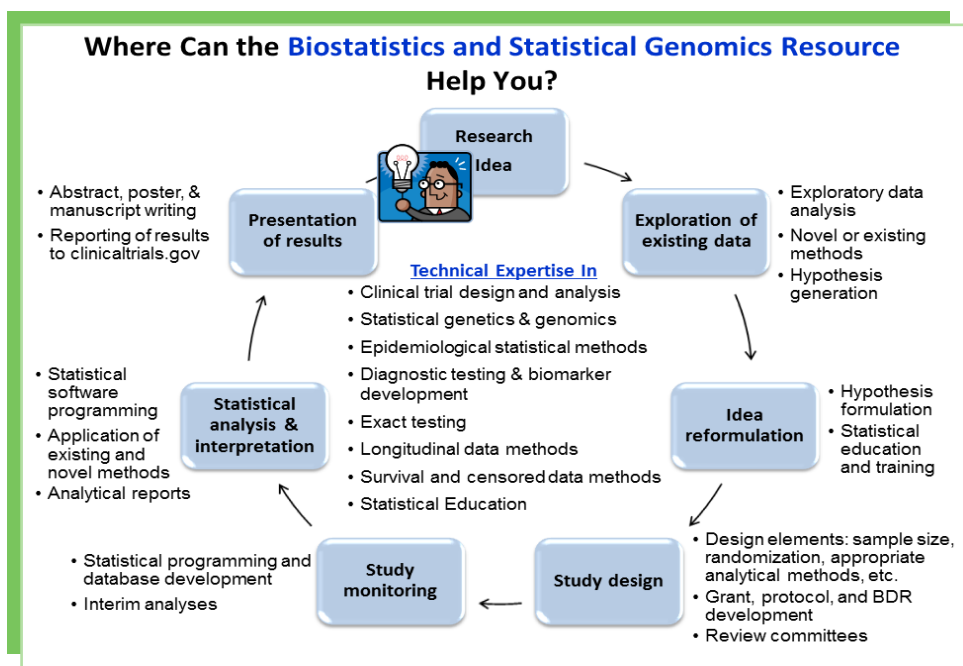 Where Can the Biostatistics and Statistical Genomics Resource
Help You?
Research
Idea
Exploration of
existing data
• Exploratory data
analysis
• Novel or existing
methods
• Hypothesis
generation
Idea
reformulation
• Hypothesis
formulation
• Statistical
education
and training
Study design
• Design elements: sample size,
randomization, appropriate
analytical methods, etc.
• Grant, protocol, and BDR
development
• Review committees
Study
monitoring
• Statistical programming and
database development
• Interim analyses
Statistical
analysis &
interpretation
• Statistical
software
programming
• Application of
existing and
novel methods
• Analytical reports
Presentation
of results
• Abstract, poster, &
manuscript writing
• Reporting of results
to clinicaltrials.gov
Technical Expertise In
• Clinical trial design and analysis
• Statistical genetics & genomics
• Epidemiological statistical methods
• Diagnostic testing & biomarker
development
• Exact testing
• Longitudinal data methods
• Survival and censored data methods
• Statistical Education